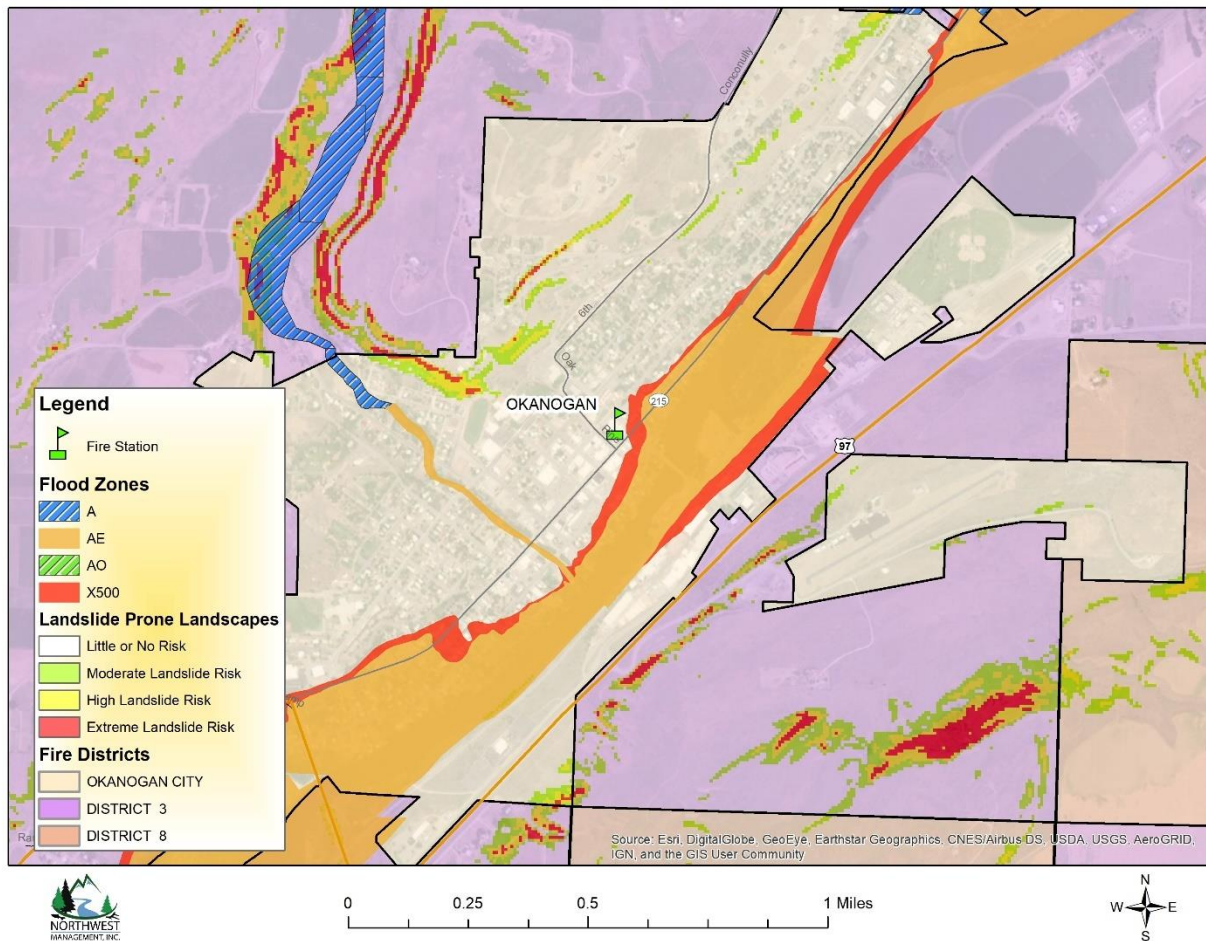 Conconully
6th
Oak
OKANOGAN
215
97
Legend
Fire Station
Flood Zones
A
AE
AO
X500
Landslide Prone Landscapes
Little or No Risk
Moderate Landslide Risk
High Landslide Risk
Extreme Landslide Risk
Fire Districts
OKANOGAN CITY
DISTRICT 3
DISTRICT 8
Source: Esri, DigitalGlobe, GeoEye, Earthstar Geographics, CNES/Airbus DS, USDA, USGS, AeroGRID,
IGN, and the GIS User Community
NORTHWEST
MANAGEMENT, INC.
0 0.25 0.5 1 Miles
N
W E
S